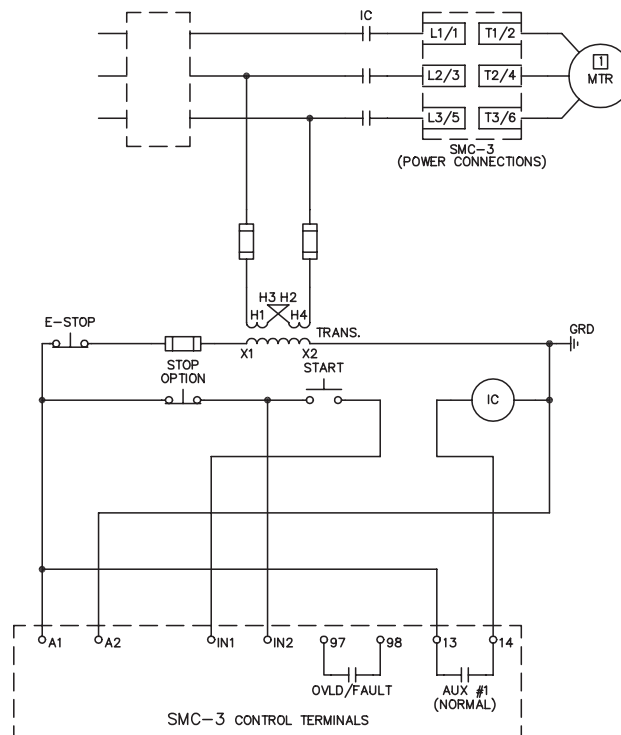 IC
L1/1 T1/2
1
L2/3 T2/4 MTR
L3/5 T3/6
SMC-3
(POWER CONNECTIONS)
H3 H2
H1 H4
E-STOP
TRANS.
GRD
X1 X2
STOP
OPTION
START
IC
A1 A2 IN1 IN2 97 98 13 14
OVLD/FAULT
AUX #1
(NORMAL)
SMC-3 CONTROL TERMINALS